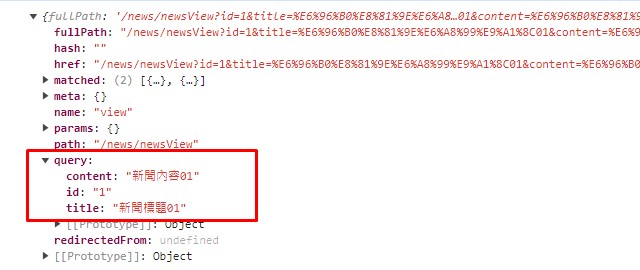 {fullPath: '/news/newsView?id=1&title=%E6%96%B0%E8%81%9E%E6%A8…01&content=%E6%96%B0%E8%81%9
fullPath: "/news/newsView?id=1&title=%E6%96%B0%E8%81%9E%E6%A8%99%E9%A1%8C01&content=%E6%
hash: ""
href: "/news/newsView?id=1&title=%E6%96%B0%E8%81%9E%E6%A8%99%E9%A1%8C01&content=%E6%96%B0
matched: (2) [{…}, {…}]
meta: {}
name: "view"
params: {}
path: "/news/newsView"
query:
content: "新聞內容01"
id: "1"
title: "新聞標題01"
[[Prototype]]: Object
redirectedFrom: undefined
[[Prototype]]: Object